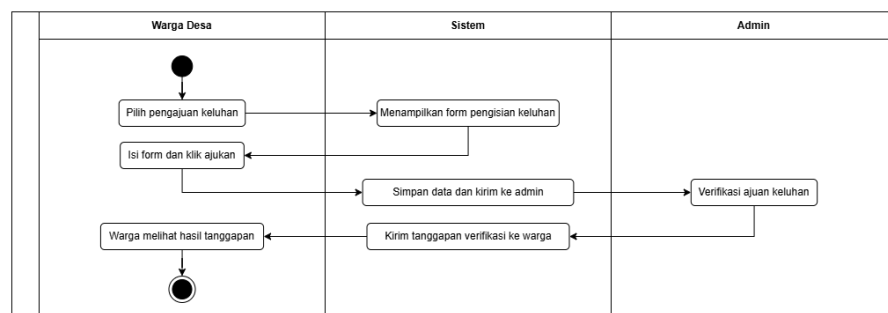 Warga Desa
Sistem
Admin
Pilih pengajuan keluhan
Menampilkan form pengisian keluhan
Isi form dan klik ajukan
Simpan data dan kirim ke admin
Verifikasi ajuan keluhan
Warga melihat hasil tanggapan
Kirim tanggapan verifikasi ke warga